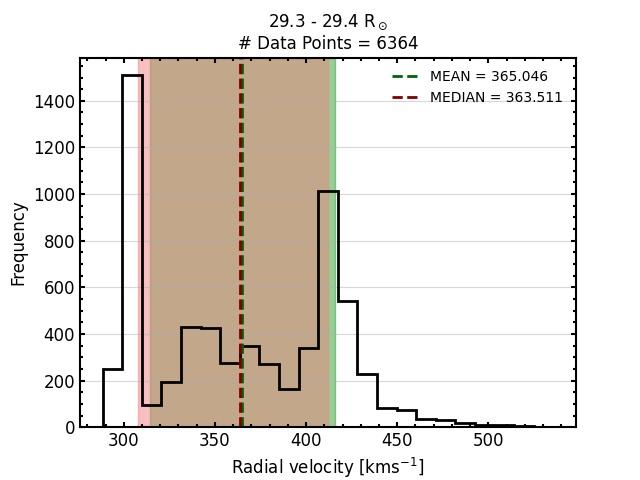 29.3 - 29.4 R⊙
# Data Points = 6364
MEAN = 365.046
MEDIAN = 363.511
Frequency
1400
1200
1000
800
600
400
200
0
300 350 400 450 500
Radial velocity [kms⁻¹]